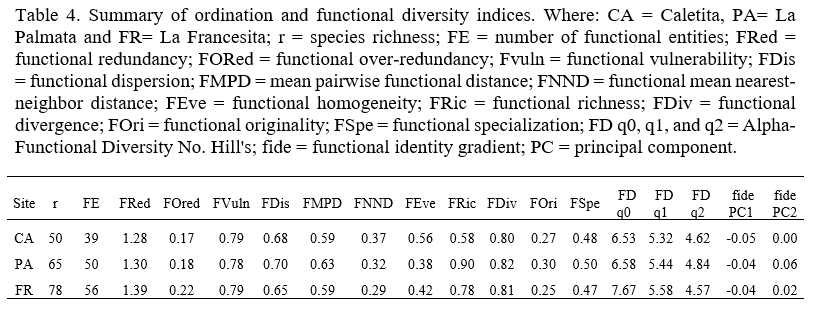 Table 4. Summary of ordination and functional diversity indices. Where: CA = Caletita, PA= La
Palmata and FR= La Francesita; r = species richness; FE = number of functional entities; FRed =
functional redundancy; FORed = functional over-redundancy; Fvuln = functional vulnerability; FDis
= functional dispersion; FMPD = mean pairwise functional distance; FNND = functional mean nearest-
neighbor distance; FEve = functional homogeneity; FRic = functional richness; FDiv = functional
divergence; FOri = functional originality; FSpe = functional specialization; FD q0, q1, and q2 = Alpha-
Functional Diversity No. Hill's; fide = functional identity gradient; PC = principal component.
Site r FE FRed FOred FVuln FDis FMPD FNND FEve FRic FDiv FOri FSpe FD q0 FD q1 FD q2 fide PC1 fide PC2
CA 50 39 1.28 0.17 0.79 0.68 0.59 0.37 0.56 0.58 0.80 0.27 0.48 6.53 5.32 4.62 -0.05 0.00
PA 65 50 1.30 0.18 0.78 0.70 0.63 0.32 0.38 0.90 0.82 0.30 0.50 6.58 5.44 4.84 -0.04 0.06
FR 78 56 1.39 0.22 0.79 0.65 0.59 0.29 0.42 0.78 0.81 0.25 0.47 7.67 5.58 4.57 -0.04 0.02